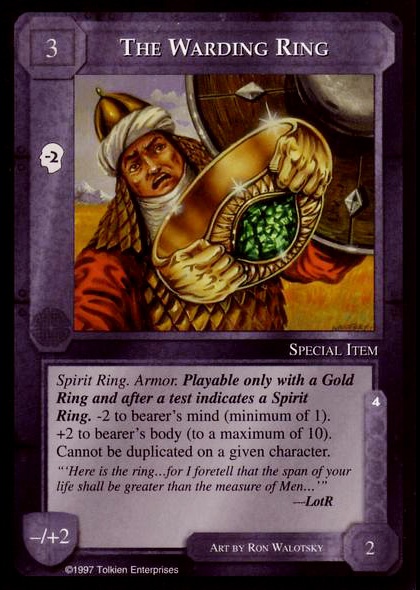 3
THE WARDING RING
-2
SPECIAL ITEM
Spirit Ring. Armor. Playable only with a Gold
Ring and after a test indicates a Spirit
Ring. -2 to bearer's mind (minimum of 1).
+2 to bearer's body (to a maximum of 10).
Cannot be duplicated on a given character.
"'Here is the ring...for I foretell that the span of your
life shall be greater than the measure of Men...'"
—LotR
4
–/+2
ART BY RON WALOTSKY
2
©1997 Tolkien Enterprises